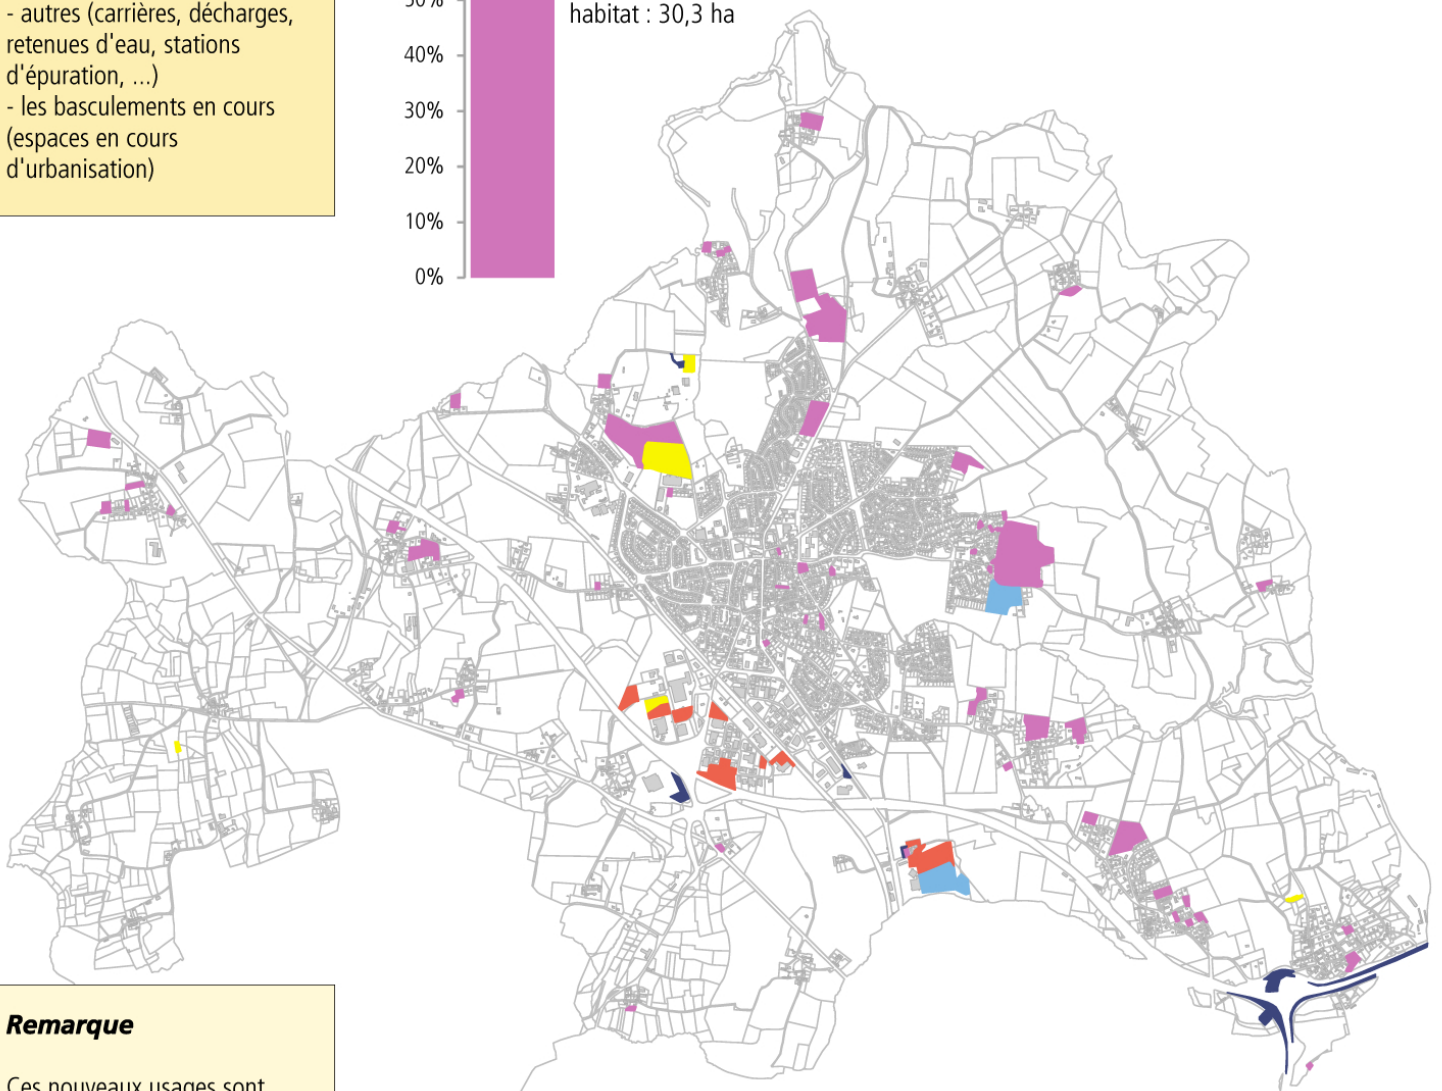 - autres (carrières, décharges,
retenues d'eau, stations
d'épuration, ...)
- les basculements en cours
(espaces en cours
d'urbanisation)
50%
40%
30%
20%
10%
0%
habitat : 30,3 ha
Remarque
Ces nouveaux usages sont